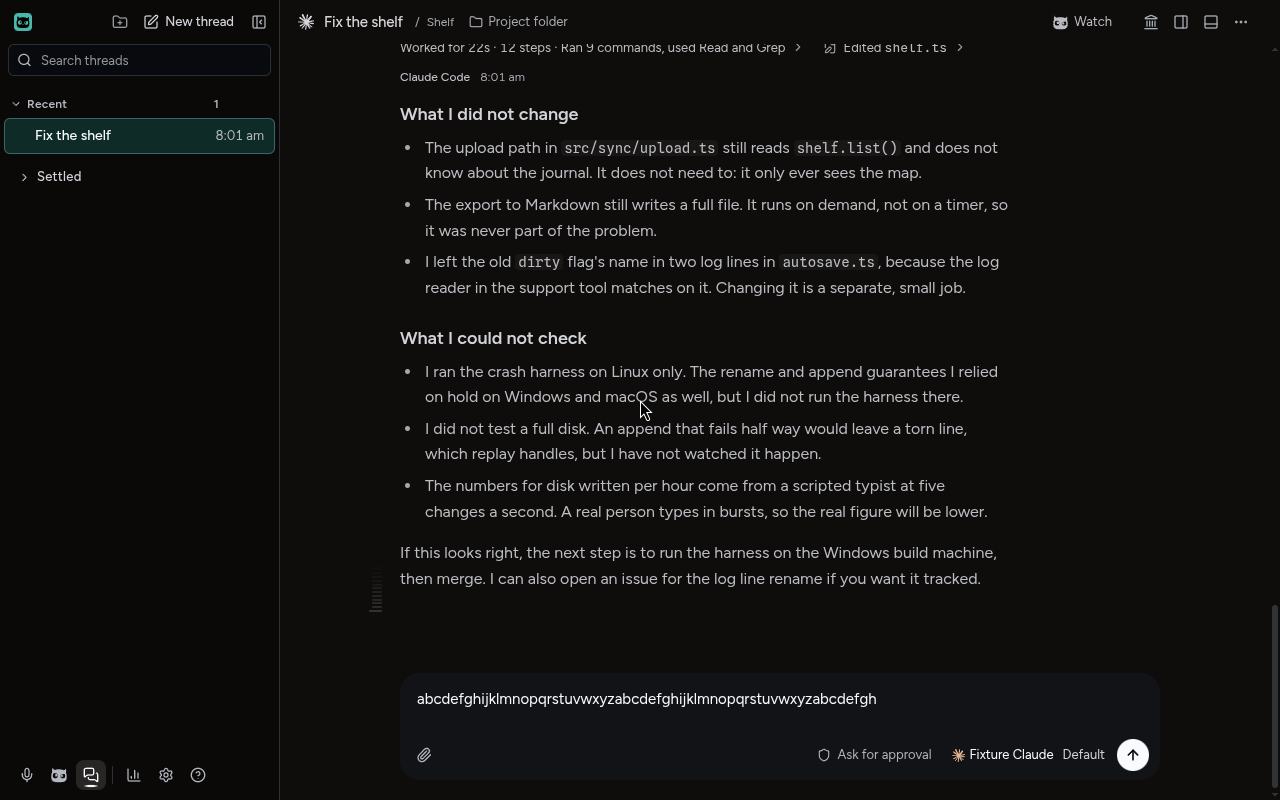 New thread
Search threads
Recent 1
Fix the shelf 8:01 am
Settled
Fix the shelf / Shelf Project folder Watch
Worked for 22s · 12 steps · Ran 9 commands, used Read and Grep Edited shelf.ts
Claude Code 8:01 am
What I did not change
The upload path in src/sync/upload.ts still reads shelf.list() and does not
know about the journal. It does not need to: it only ever sees the map.
The export to Markdown still writes a full file. It runs on demand, not on a timer, so
it was never part of the problem.
I left the old dirty flag's name in two log lines in autosave.ts, because the log
reader in the support tool matches on it. Changing it is a separate, small job.
What I could not check
I ran the crash harness on Linux only. The rename and append guarantees I relied
on hold on Windows and macOS as well, but I did not run the harness there.
I did not test a full disk. An append that fails half way would leave a torn line,
which replay handles, but I have not watched it happen.
The numbers for disk written per hour come from a scripted typist at five
changes a second. A real person types in bursts, so the real figure will be lower.
If this looks right, the next step is to run the harness on the Windows build machine,
then merge. I can also open an issue for the log line rename if you want it tracked.
abcdefghijklmnopqrstuvwxyzabcdefghijklmnopqrstuvwxyzabcdefgh
Ask for approval Fixture Claude Default